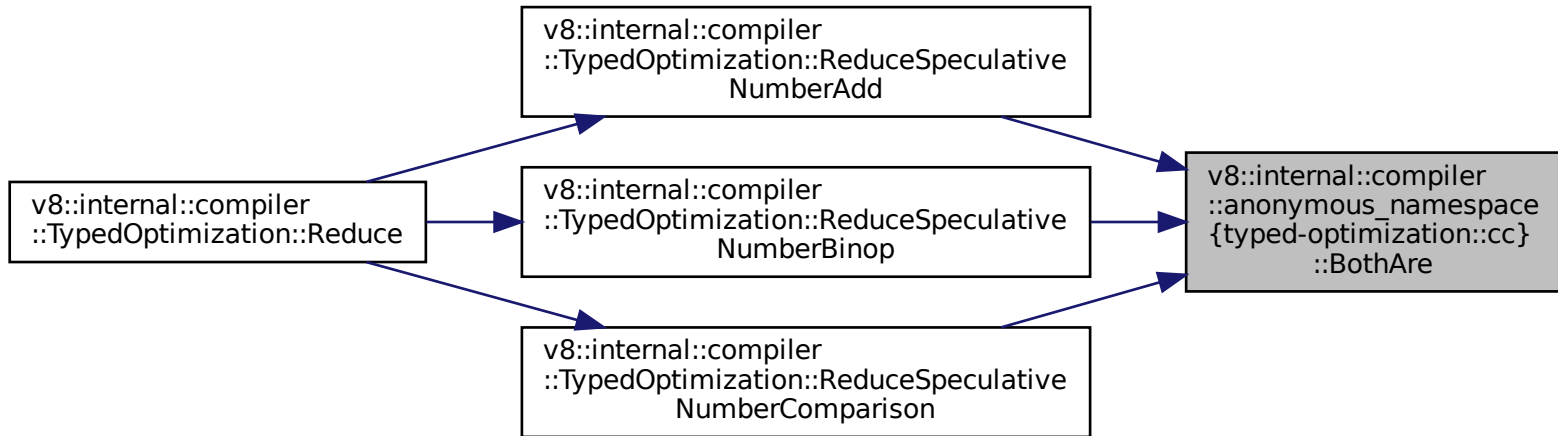 v8::internal::compiler
::TypedOptimization::Reduce
v8::internal::compiler
::TypedOptimization::ReduceSpeculative
NumberAdd
v8::internal::compiler
::TypedOptimization::ReduceSpeculative
NumberBinop
v8::internal::compiler
::TypedOptimization::ReduceSpeculative
NumberComparison
v8::internal::compiler
::anonymous_namespace
{typed-optimization::cc}
::BothAre